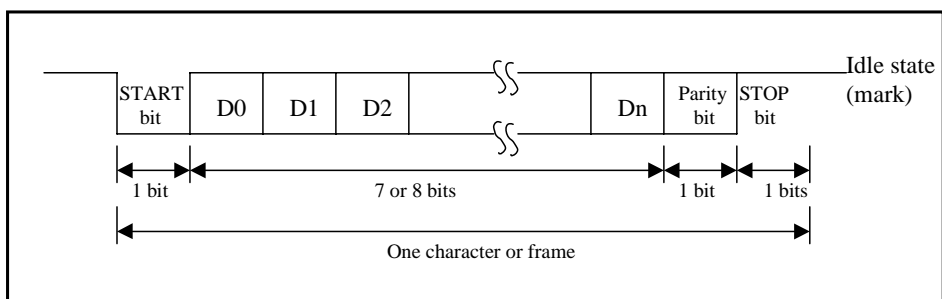 Idle state
(mark)
START
bit
D0
D1
D2
Dn
Parity
bit
STOP
bit
1 bit
7 or 8 bits
1 bit
1 bits
One character or frame